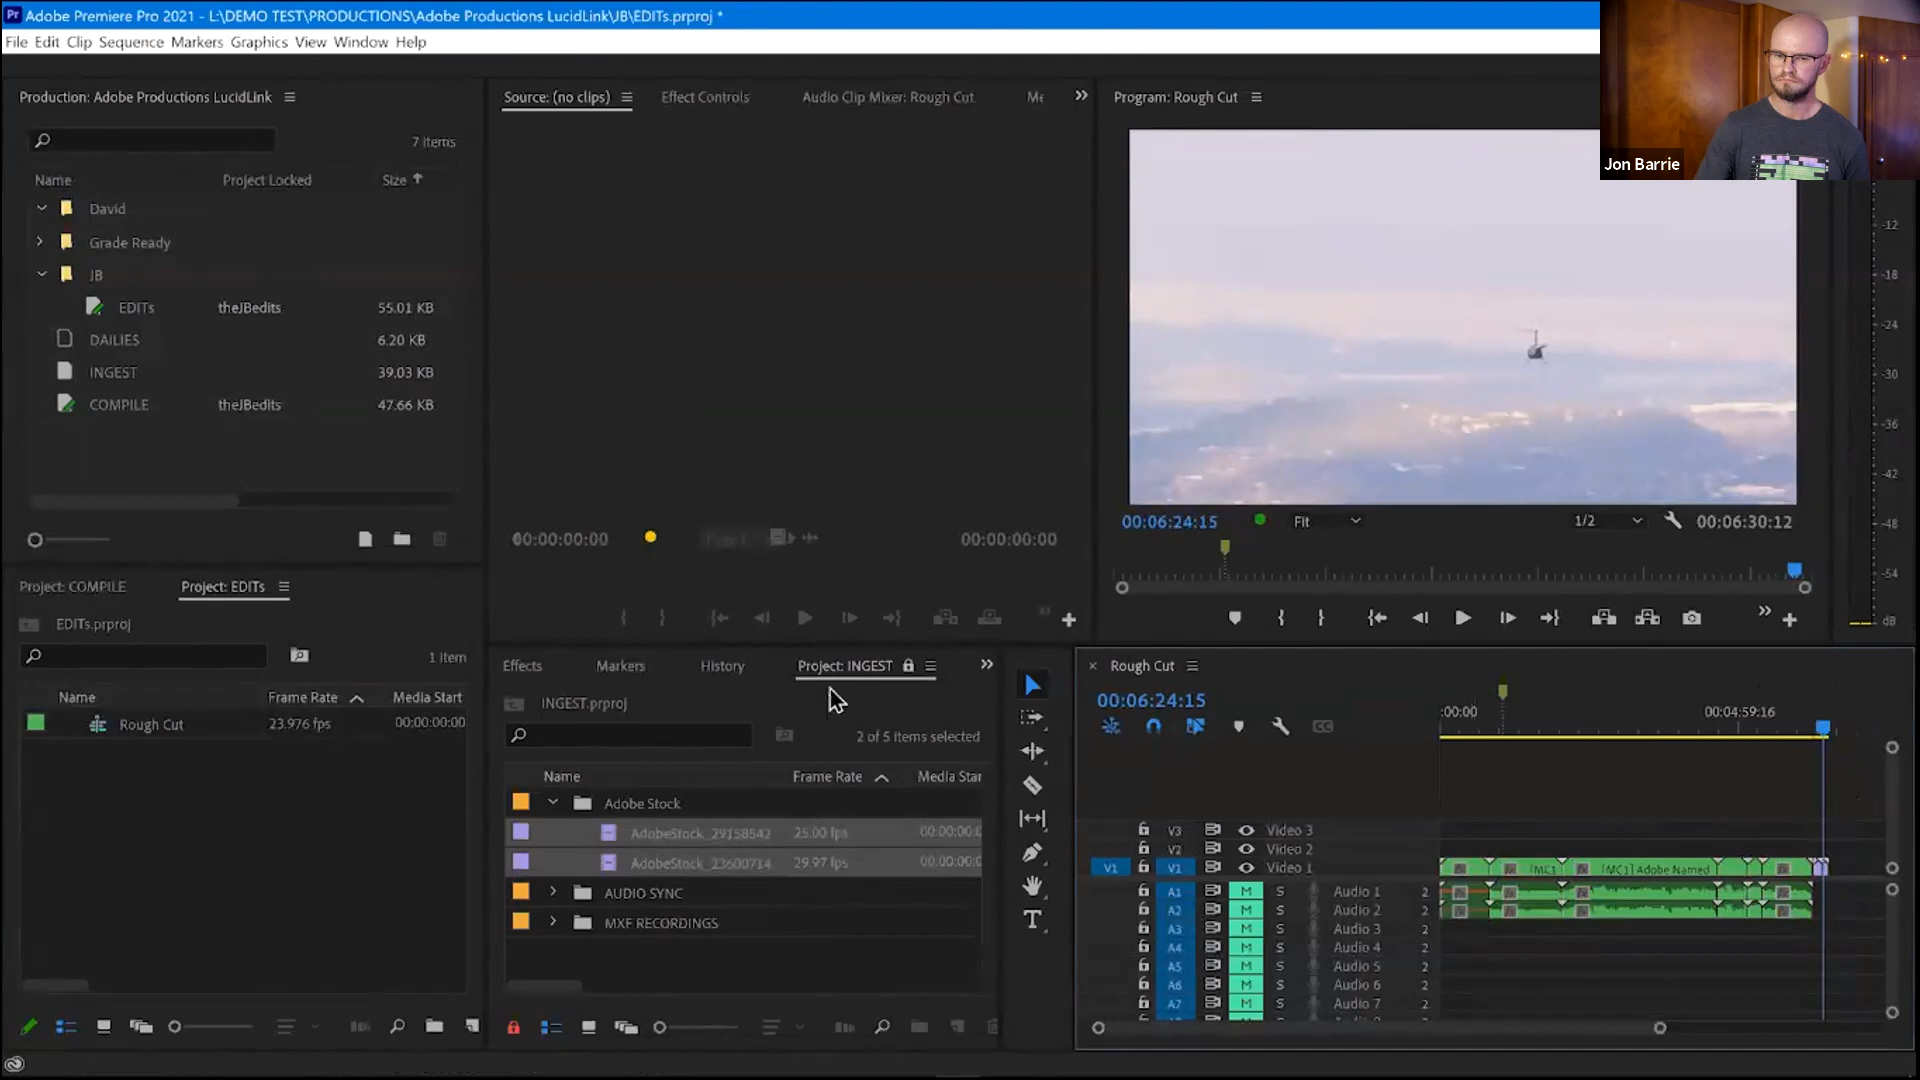 Adobe Premiere Pro 2021 - L:\DEMO TEST\PRODUCTIONS\Adobe Productions LucidLink\JB\EDITs.prproj *
File Edit Clip Sequence Markers Graphics View Window Help
Jon Barrie
Production: Adobe Productions LucidLink
7 Items
Name Project Locked Size
David
Grade Ready
JB
EDITs theJBedits 55.01 KB
DAILIES 6.20 KB
INGEST 39.03 KB
COMPILE theJBedits 47.66 KB
Source: (no clips) Effect Controls Audio Clip Mixer: Rough Cut Me
00:00:00:00 00:00:00:00
Program: Rough Cut
00:06:24:15 Fit 1/2 00:06:30:12
-12
-18
-24
-30
-36
-42
-48
-54
dB
Project: COMPILE Project: EDITs
EDITs.prproj
1 Item
Name Frame Rate Media Start
Rough Cut 23.976 fps 00:00:00:00
Effects Markers History Project: INGEST
INGEST.prproj
2 of 5 items selected
Name Frame Rate Media Star
Adobe Stock
AdobeStock_29158542 25.00 fps 00:00:00:0
AdobeStock_23600714 29.97 fps 00:00:00:0
AUDIO SYNC
MXF RECORDINGS
Rough Cut
00:06:24:15
:00:00 00:04:59:16
V3 Video 3
V2 Video 2
V1 V1 Video 1 [MC1 [MC1] Adobe Named
A1 M S Audio 1 2
A2 M S Audio 2 2
A3 M S Audio 3 2
A4 M S Audio 4 2
A5 M S Audio 5 2
A6 M S Audio 6 2
A7 M S Audio 7 2